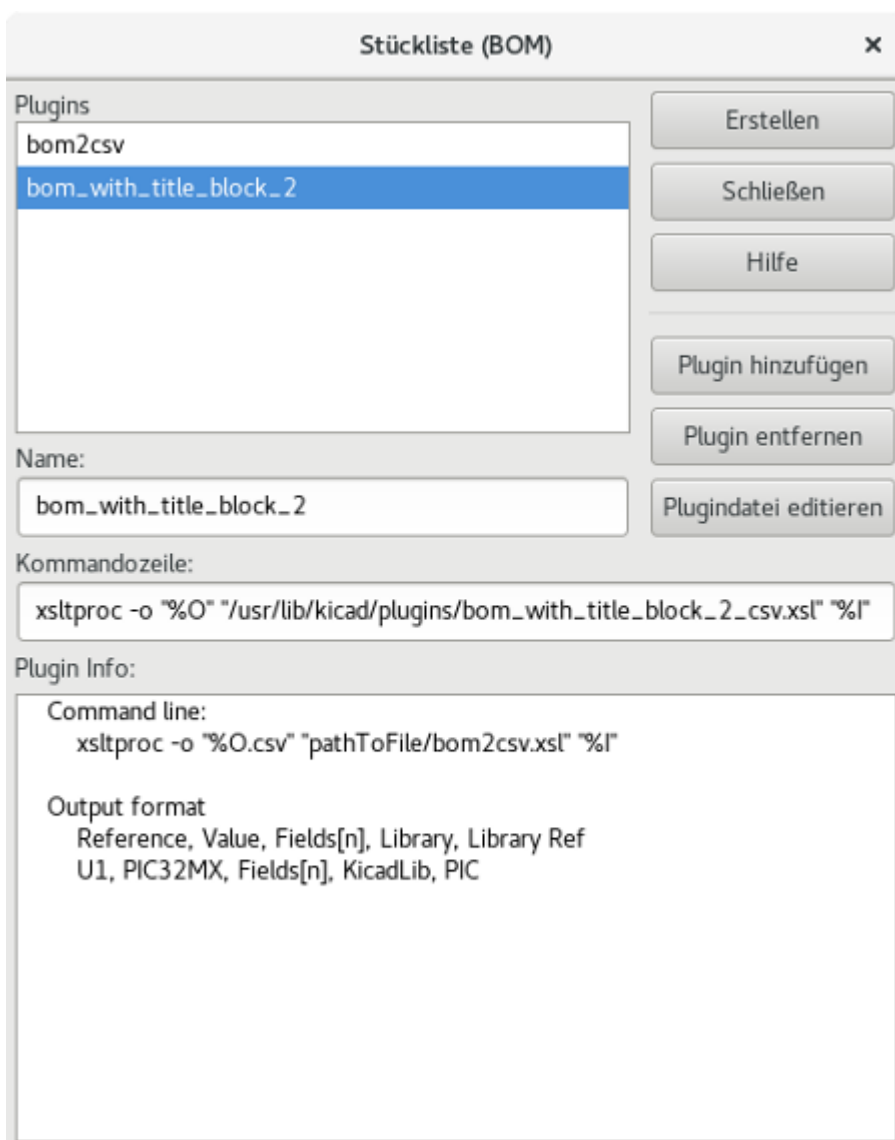 Stückliste (BOM)
×
Plugins
bom2csv
bom_with_title_block_2
Erstellen
Schließen
Hilfe
Plugin hinzufügen
Plugin entfernen
Plugindatei editieren
Name:
bom_with_title_block_2
Kommandozeile:
xsltproc -o "%O" "/usr/lib/kicad/plugins/bom_with_title_block_2_csv.xsl" "%I"
Plugin Info:
Command line:
xsltproc -o "%O.csv" "pathToFile/bom2csv.xsl" "%I"
Output format
Reference, Value, Fields[n], Library, Library Ref
U1, PIC32MX, Fields[n], KicadLib, PIC